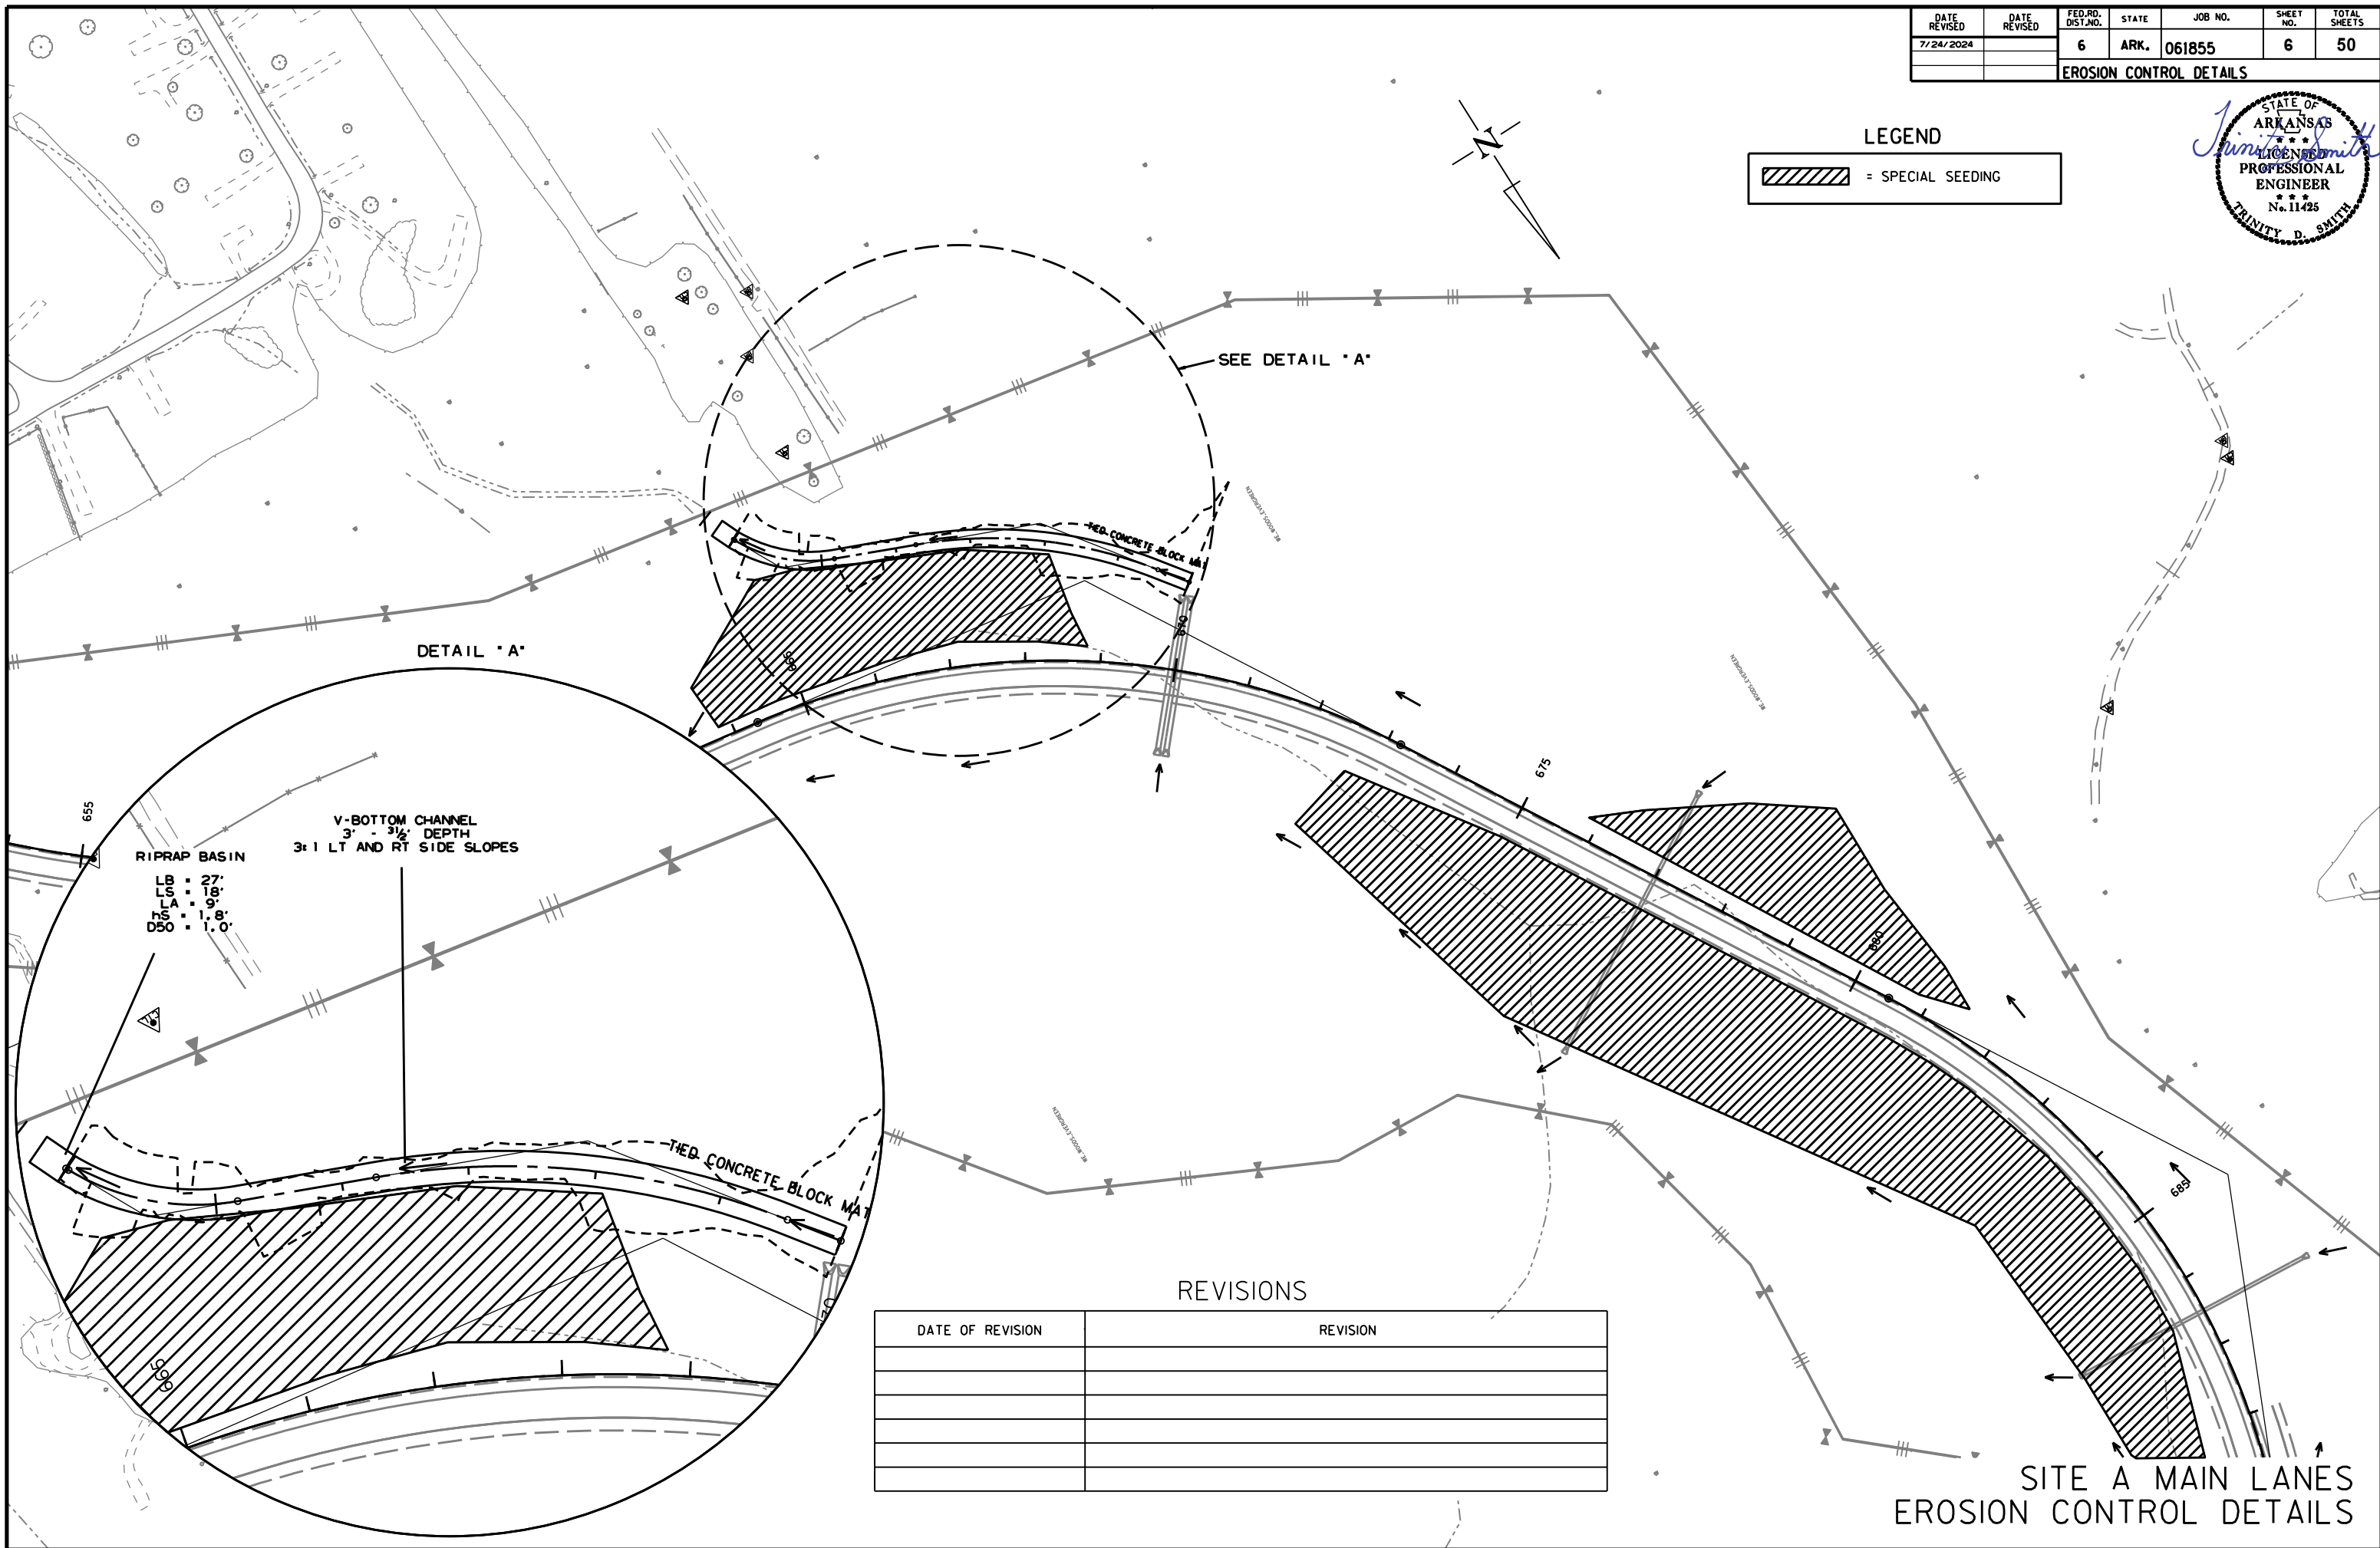 DATE REVISED
DATE REVISED
FED.RD. DIST.NO.
STATE
JOB NO.
SHEET NO.
TOTAL SHEETS
7/24/2024
6
ARK.
061855
6
50
EROSION CONTROL DETAILS
STATE OF
ARKANSAS
★ ★ ★
LICENSED
PROFESSIONAL
ENGINEER
★ ★ ★
No. 11425
TRINITY D. SMITH
Trinity Smith
LEGEND
= SPECIAL SEEDING
N
SEE DETAIL "A"
TIED CONCRETE BLOCK MAT
670
665
675
680
685
655
DETAIL "A"
V-BOTTOM CHANNEL
3' - 3½' DEPTH
3:1 LT AND RT SIDE SLOPES
RIPRAP BASIN
LB = 27'
LS = 18'
LA = 9'
hS = 1.8'
D50 = 1.0'
TIED CONCRETE BLOCK MAT
665
REVISIONS
DATE OF REVISION
REVISION
SITE A MAIN LANES
EROSION CONTROL DETAILS